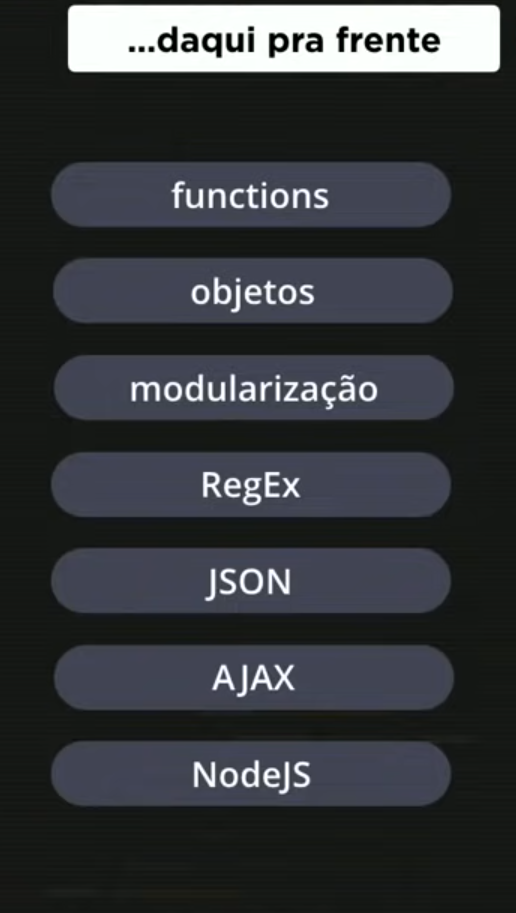 ...daqui pra frente
functions
objetos
modularização
RegEx
JSON
AJAX
NodeJS